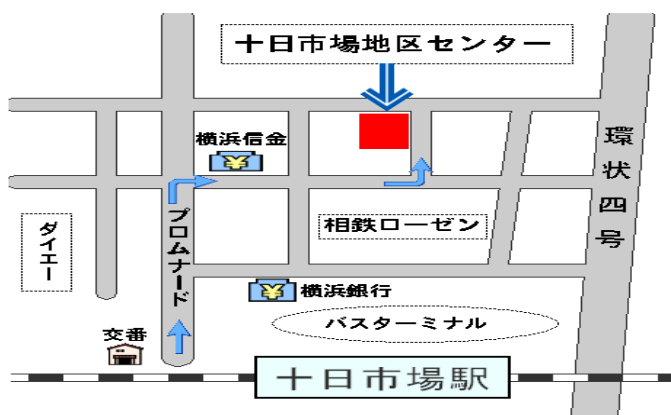 十日市場地区センター
横浜信金
環状四号
ダイエー
プロムナード
相鉄ローゼン
横浜銀行
バスターミナル
交番
十日市場駅